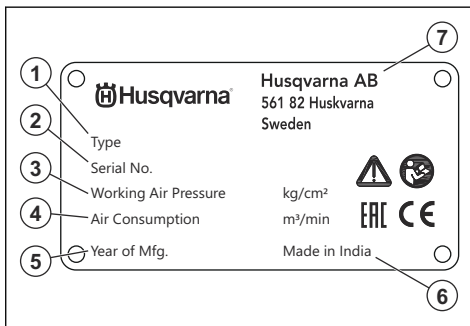 7
1
Husqvarna
Husqvarna AB
561 82 Huskvarna
Sweden
2
Type
Serial No.
3
Working Air Pressure kg/cm²
4
Air Consumption m³/min
EAC CE
5
Year of Mfg. Made in India
6